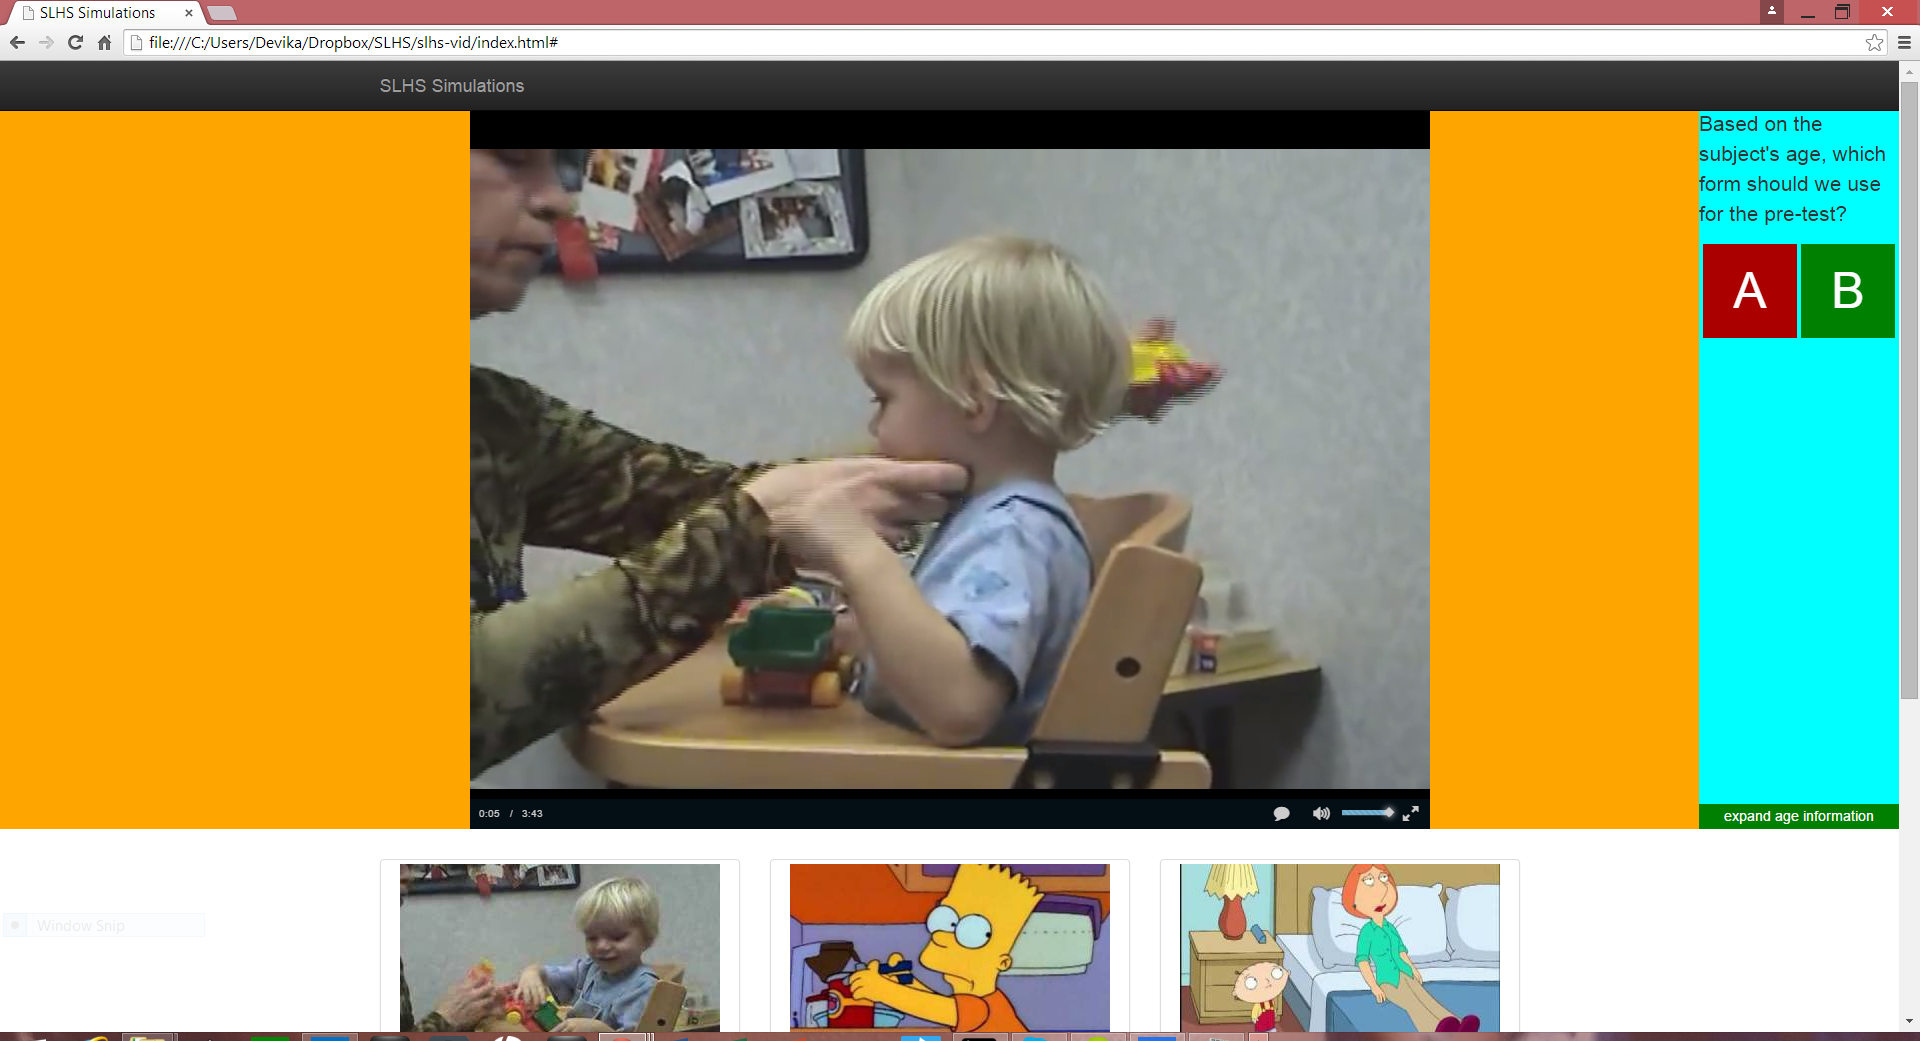 SLHS Simulations
file:///C:/Users/Devika/Dropbox/SLHS/slhs-vid/index.html#
SLHS Simulations
Based on the
subject's age, which
form should we use
for the pre-test?
A B
0:05 / 3:43
expand age information
Window Snip